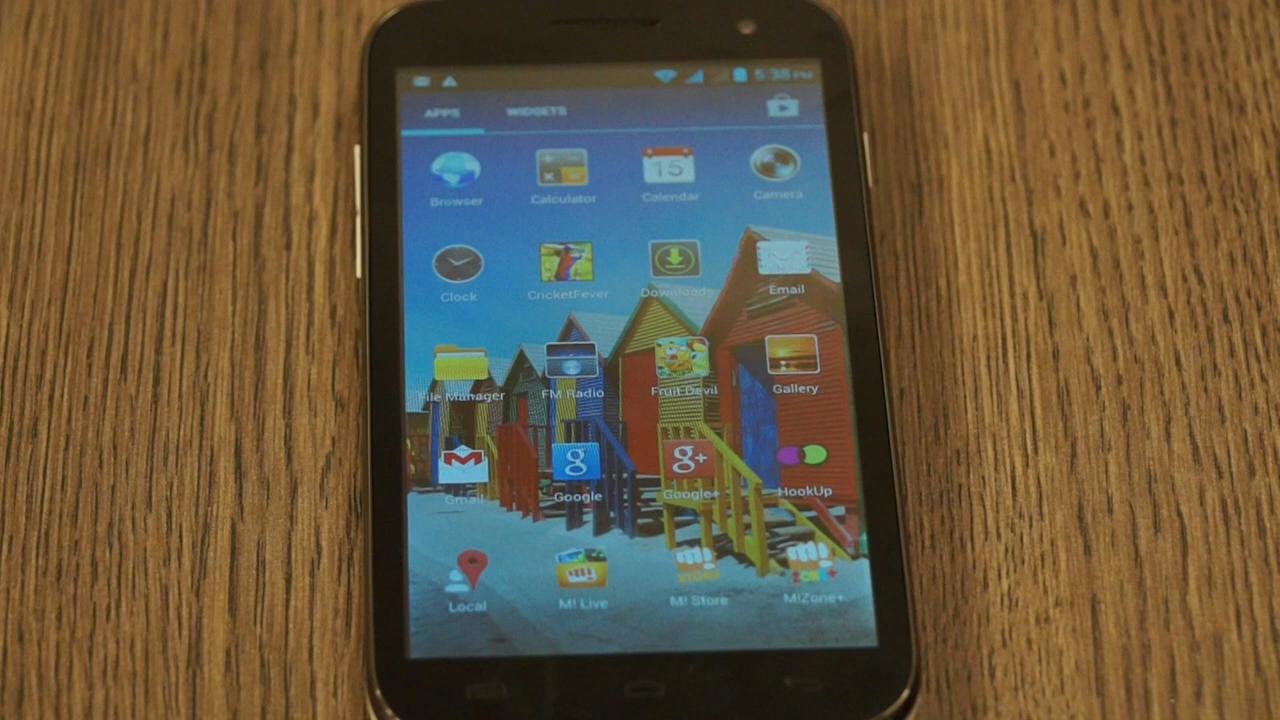 5:38 PM
APPS WIDGETS
15
Browser Calculator Calendar Camera
Clock CricketFever Downloads Email
File Manager FM Radio Fruit Devil Gallery
g g+
Gmail Google Google+ HookUp
Local M! Live M! Store M!Zone+